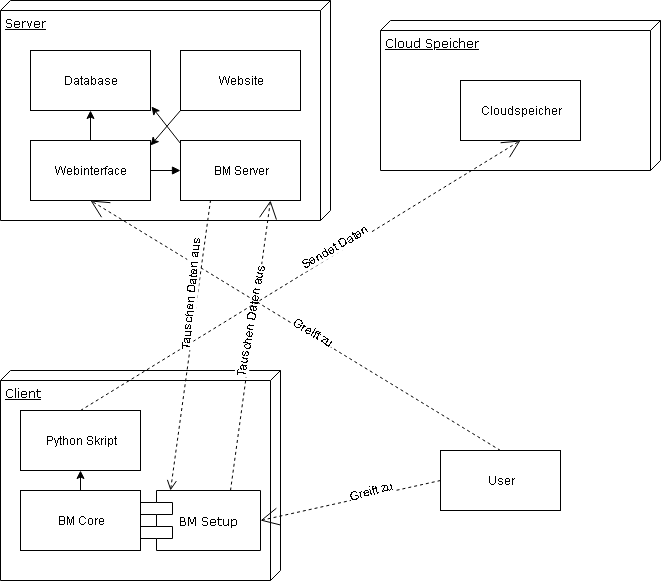 Server
Database
Website
Webinterface
BM Server
Cloud Speicher
Cloudspeicher
Tauschen Daten aus
Tauschen Daten aus
Sendet Daten
Greift zu
Client
Python Skript
BM Core
BM Setup
Greift zu
User